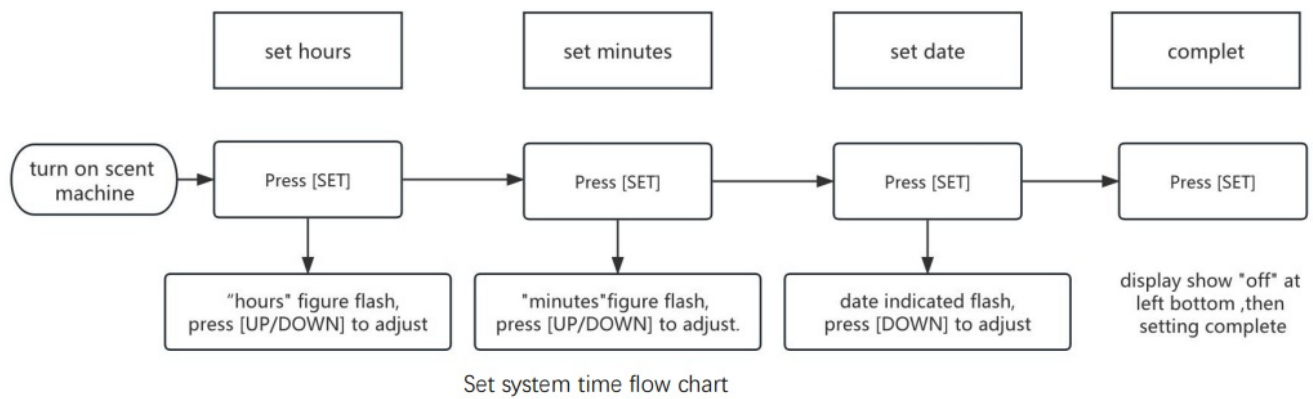 set hours
set minutes
set date
complet
turn on scent
machine
Press [SET]
Press [SET]
Press [SET]
Press [SET]
“hours" figure flash,
press [UP/DOWN] to adjust
"minutes"figure flash,
press [UP/DOWN] to adjust.
date indicated flash,
press [DOWN] to adjust
display show "off" at
left bottom ,then
setting complete
Set system time flow chart